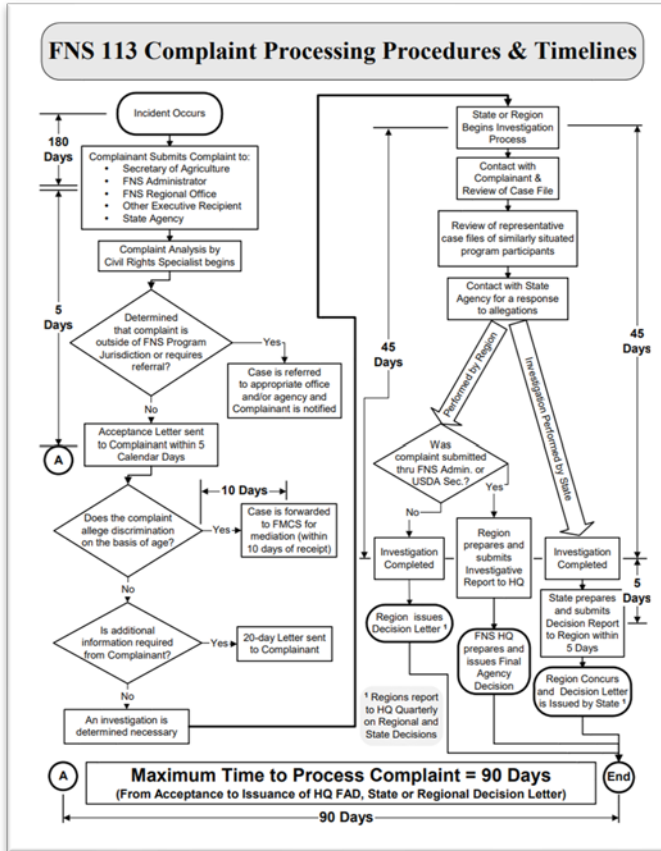 FNS 113 Complaint Processing Procedures & Timelines
Incident Occurs
180
Days
Complainant Submits Complaint to:
• Secretary of Agriculture
• FNS Administrator
• FNS Regional Office
• Other Executive Recipient
• State Agency
Complaint Analysis by
Civil Rights Specialist begins
5
Days
Determined
that complaint is
outside of FNS Program
Jurisdiction or requires
referral?
Yes
Case is referred
to appropriate office
and/or agency and
Complainant is notified
No
Acceptance Letter sent
to Complainant within 5
Calendar Days
A
10 Days
Does the complaint
allege discrimination
on the basis of age?
Yes
Case is forwarded
to FMCS for
mediation (within
10 days of receipt)
No
Is additional
information required
from Complainant?
Yes
20-day Letter sent
to Complainant
No
An investigation is
determined necessary
State or Region
Begins Investigation
Process
Contact with
Complainant &
Review of Case File
Review of representative
case files of similarly situated
program participants
Contact with State
Agency for a response
to allegations
45
Days
45
Days
Performed by Region
Investigation Performed by State
Was
complaint submitted
thru FNS Admin. or
USDA Sec.?
No
Yes
Investigation
Completed
Region
prepares and
submits
Investigative
Report to HQ
Investigation
Completed
5
Days
Region issues
Decision Letter 1
FNS HQ
prepares and
issues Final
Agency
Decision
State prepares
and submits
Decision Report
to Region within
5 Days
Region Concurs
and Decision Letter
is Issued by State 1
1 Regions report
to HQ Quarterly
on Regional and
State Decisions
A
Maximum Time to Process Complaint = 90 Days
(From Acceptance to Issuance of HQ FAD, State or Regional Decision Letter)
End
90 Days